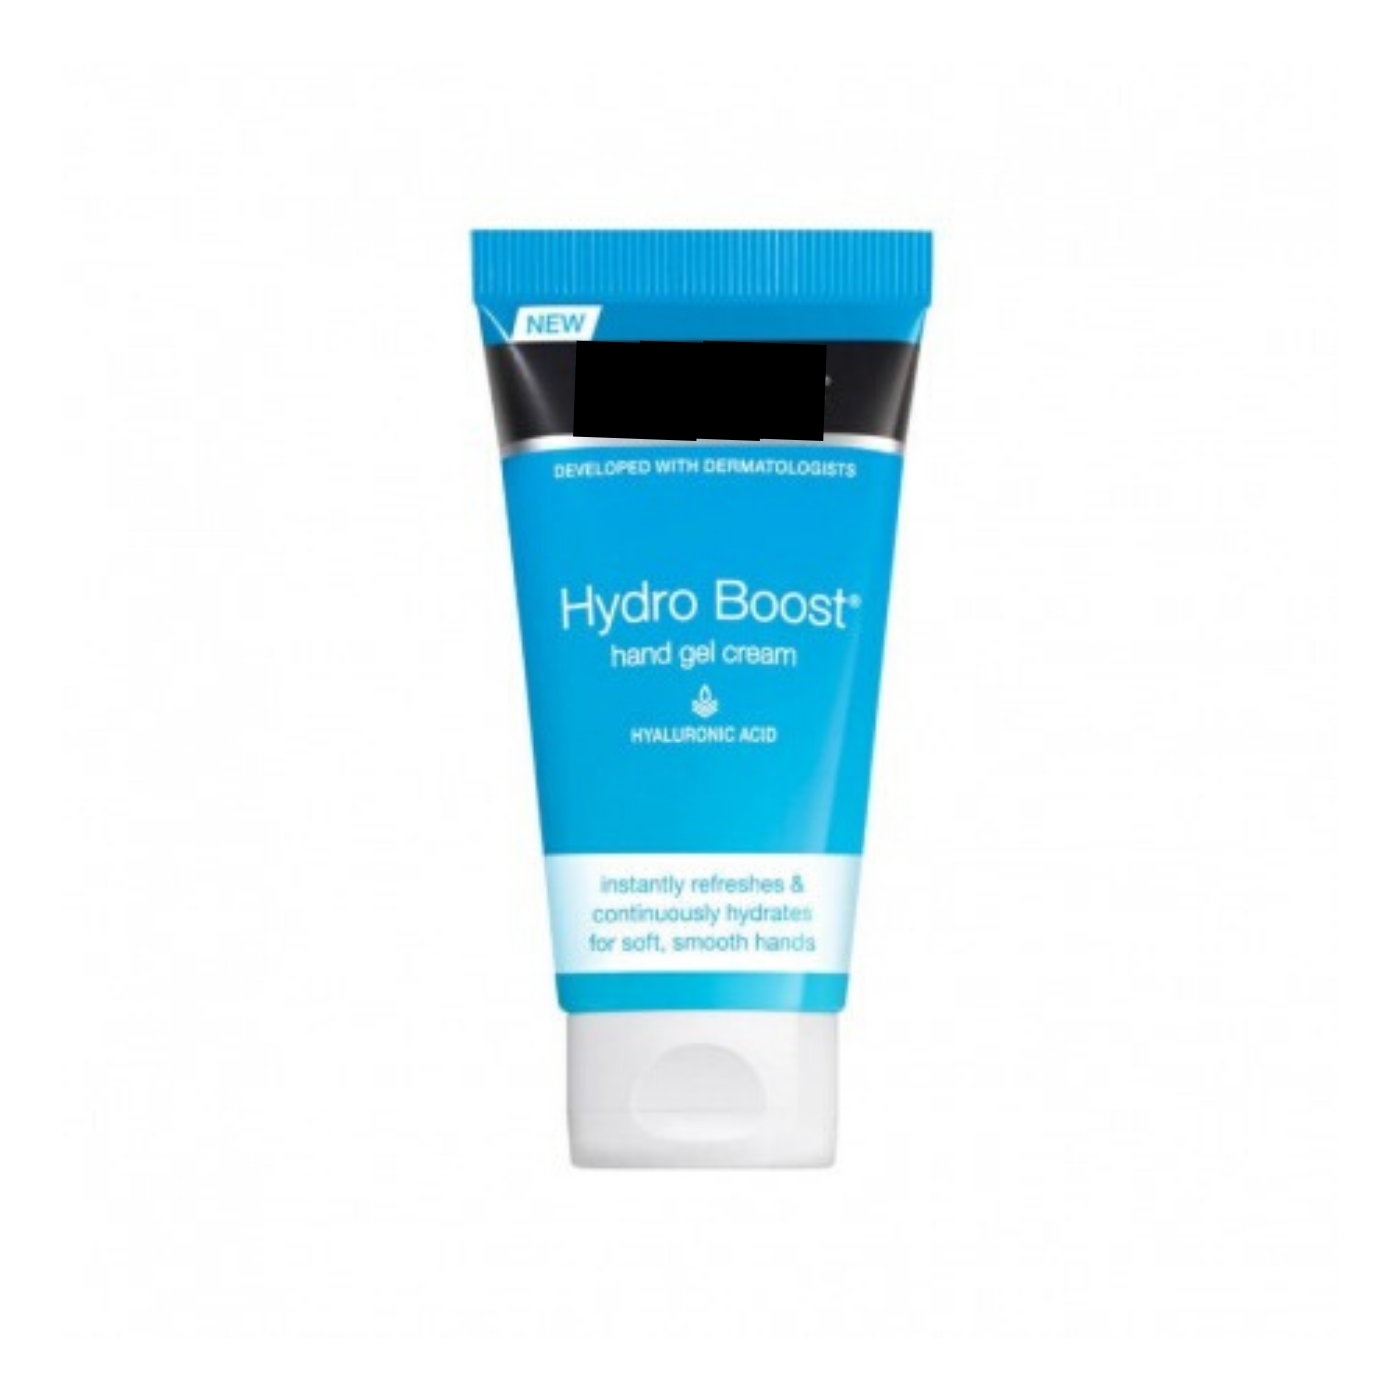 NEW
DEVELOPED WITH DERMATOLOGISTS
Hydro Boost®
hand gel cream
HYALURONIC ACID
instantly refreshes &
continuously hydrates
for soft, smooth hands